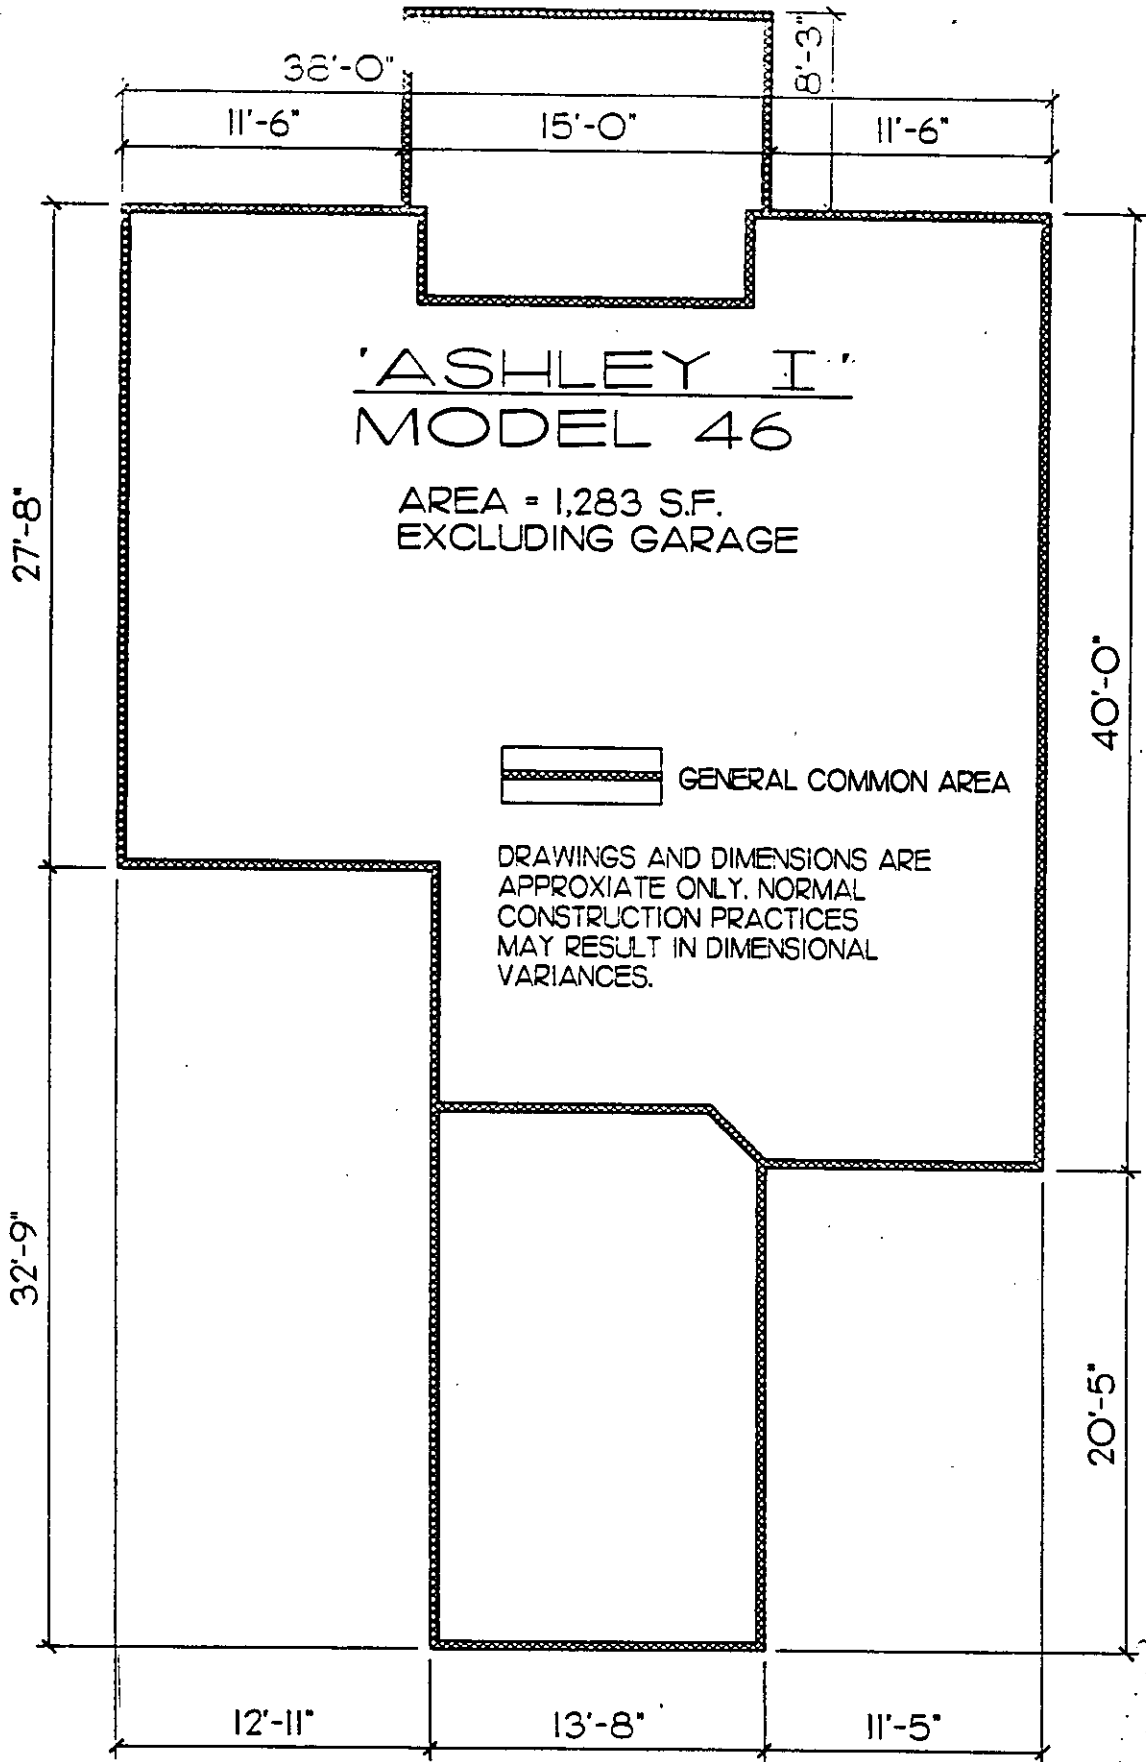 8'-3"
38'-0"
11'-6"
15'-0"
11'-6"
'ASHLEY I'
MODEL 46
AREA = 1,283 S.F.
EXCLUDING GARAGE
27'-8"
40'-0"
GENERAL COMMON AREA
DRAWINGS AND DIMENSIONS ARE
APPROXIATE ONLY. NORMAL
CONSTRUCTION PRACTICES
MAY RESULT IN DIMENSIONAL
VARIANCES.
32'-9"
20'-5"
12'-11"
13'-8"
11'-5"